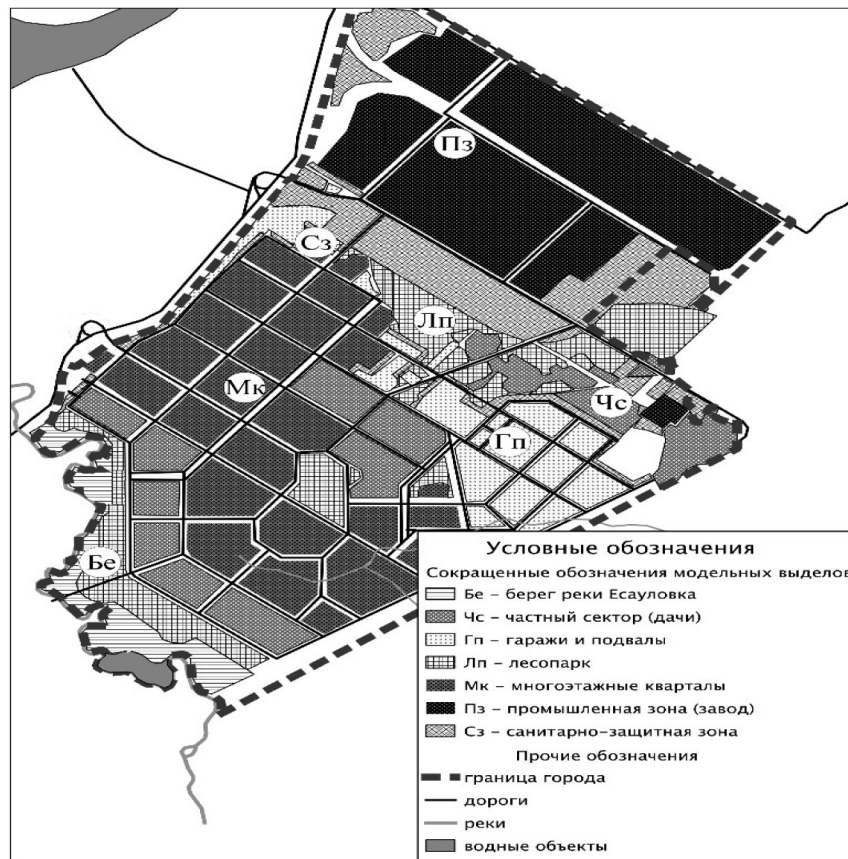 Пз
Сз
Лп
Мк
Чс
Гп
Бе
Условные обозначения
Сокращенные обозначения модельных выделов
Бе – берег реки Есауловка
Чс – частный сектор (дачи)
Гп – гаражи и подвалы
Лп – лесопарк
Мк – многоэтажные кварталы
Пз – промышленная зона (завод)
Сз – санитарно-защитная зона
Прочие обозначения
граница города
дороги
реки
водные объекты